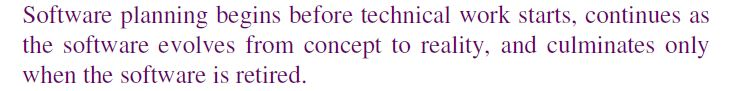 Software planning begins before technical work starts, continues as
the software evolves from concept to reality, and culminates only
when the software is retired.